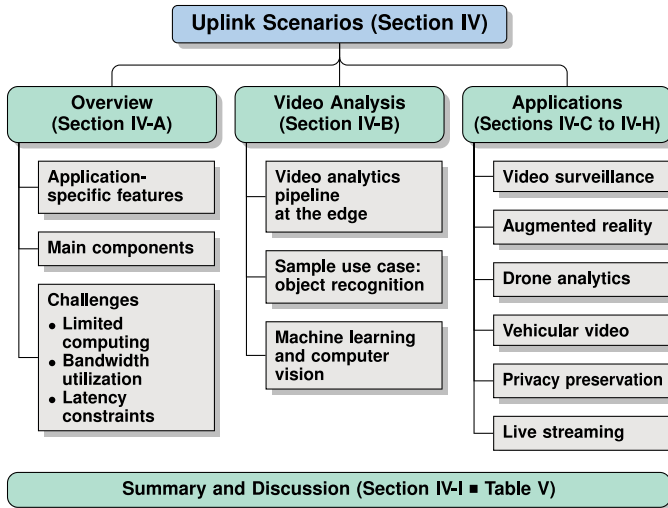 Uplink Scenarios (Section IV)
Overview
(Section IV-A)
Application-
specific features
Main components
Challenges
• Limited
computing
• Bandwidth
utilization
• Latency
constraints
Video Analysis
(Section IV-B)
Video analytics
pipeline
at the edge
Sample use case:
object recognition
Machine learning
and computer
vision
Applications
(Sections IV-C to IV-H)
Video surveillance
Augmented reality
Drone analytics
Vehicular video
Privacy preservation
Live streaming
Summary and Discussion (Section IV-I ▪ Table V)